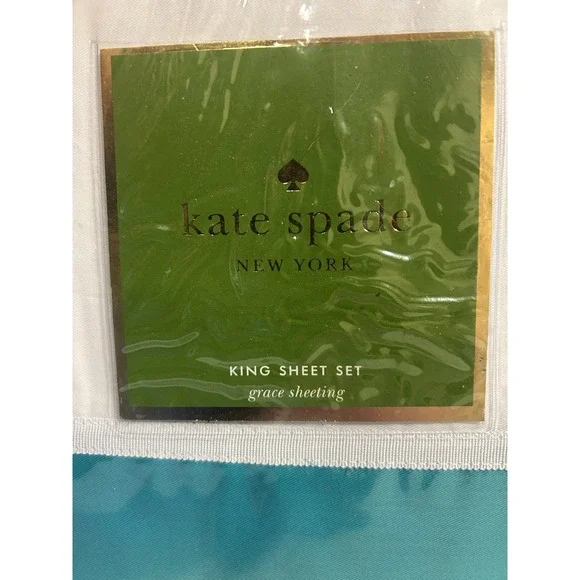 kate spade
NEW YORK
KING SHEET SET
grace sheeting